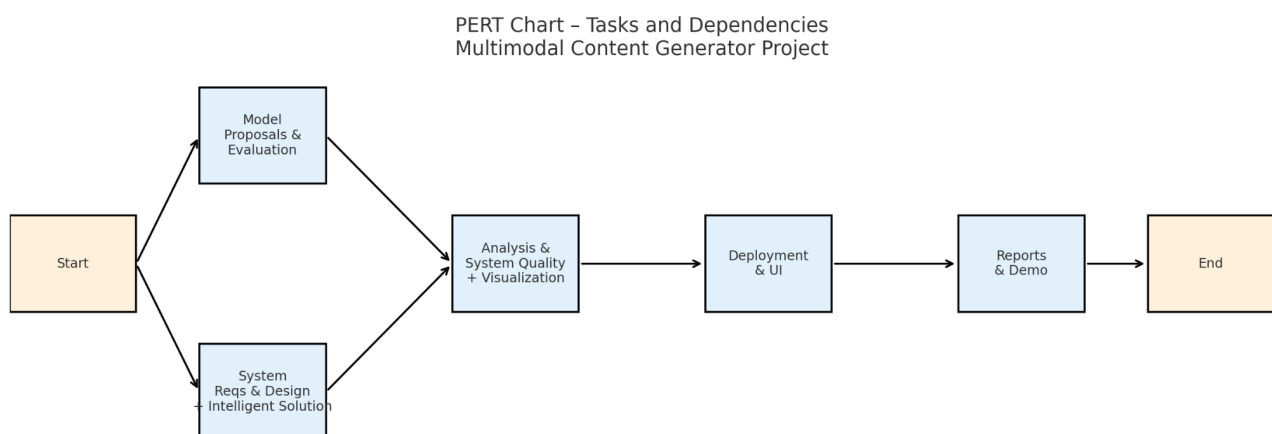 PERT Chart – Tasks and Dependencies
Multimodal Content Generator Project
Model
Proposals &
Evaluation
Start
Analysis &
System Quality
+ Visualization
Deployment
& UI
Reports
& Demo
End
System
Reqs & Design
+ Intelligent Solution